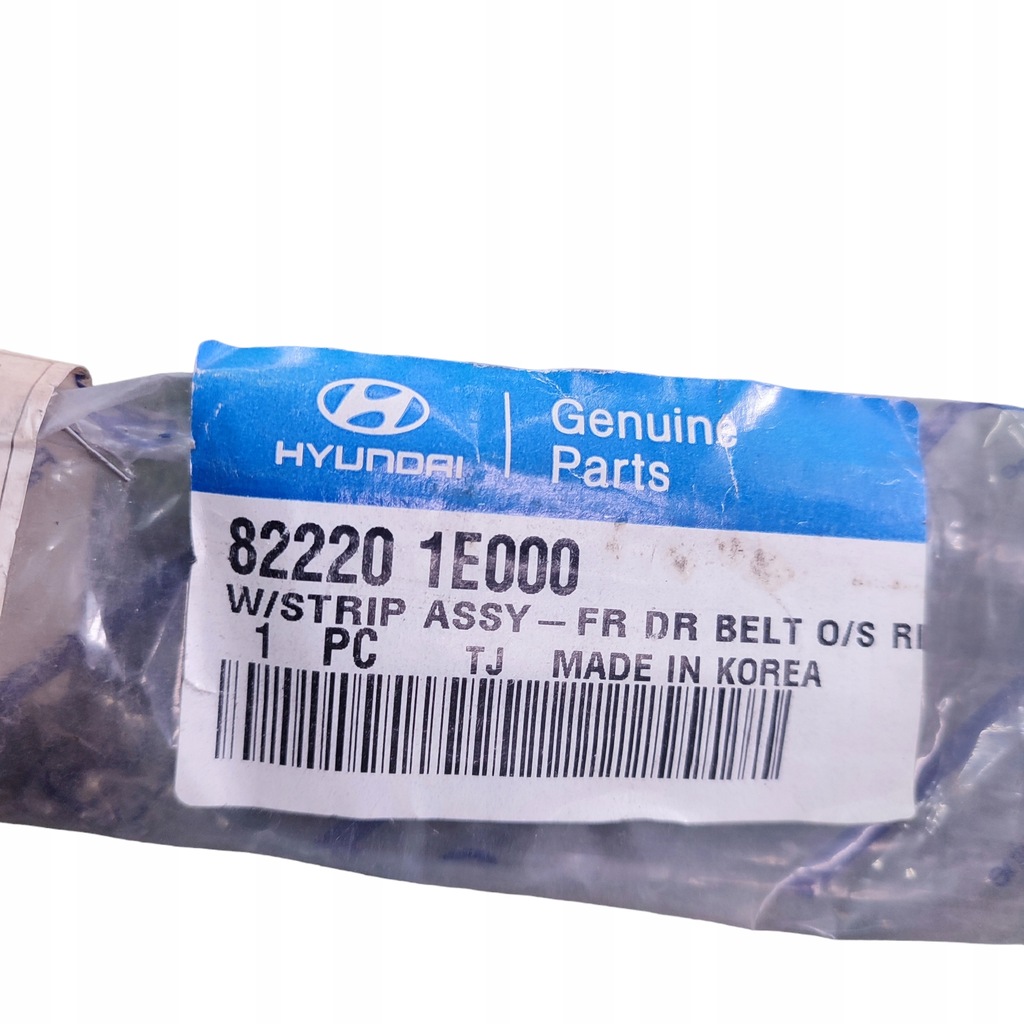 HYUNDAI
Genuine
Parts
82220 1E000
W/STRIP ASSY-FR DR BELT O/S
1 PC TJ MADE IN KOREA